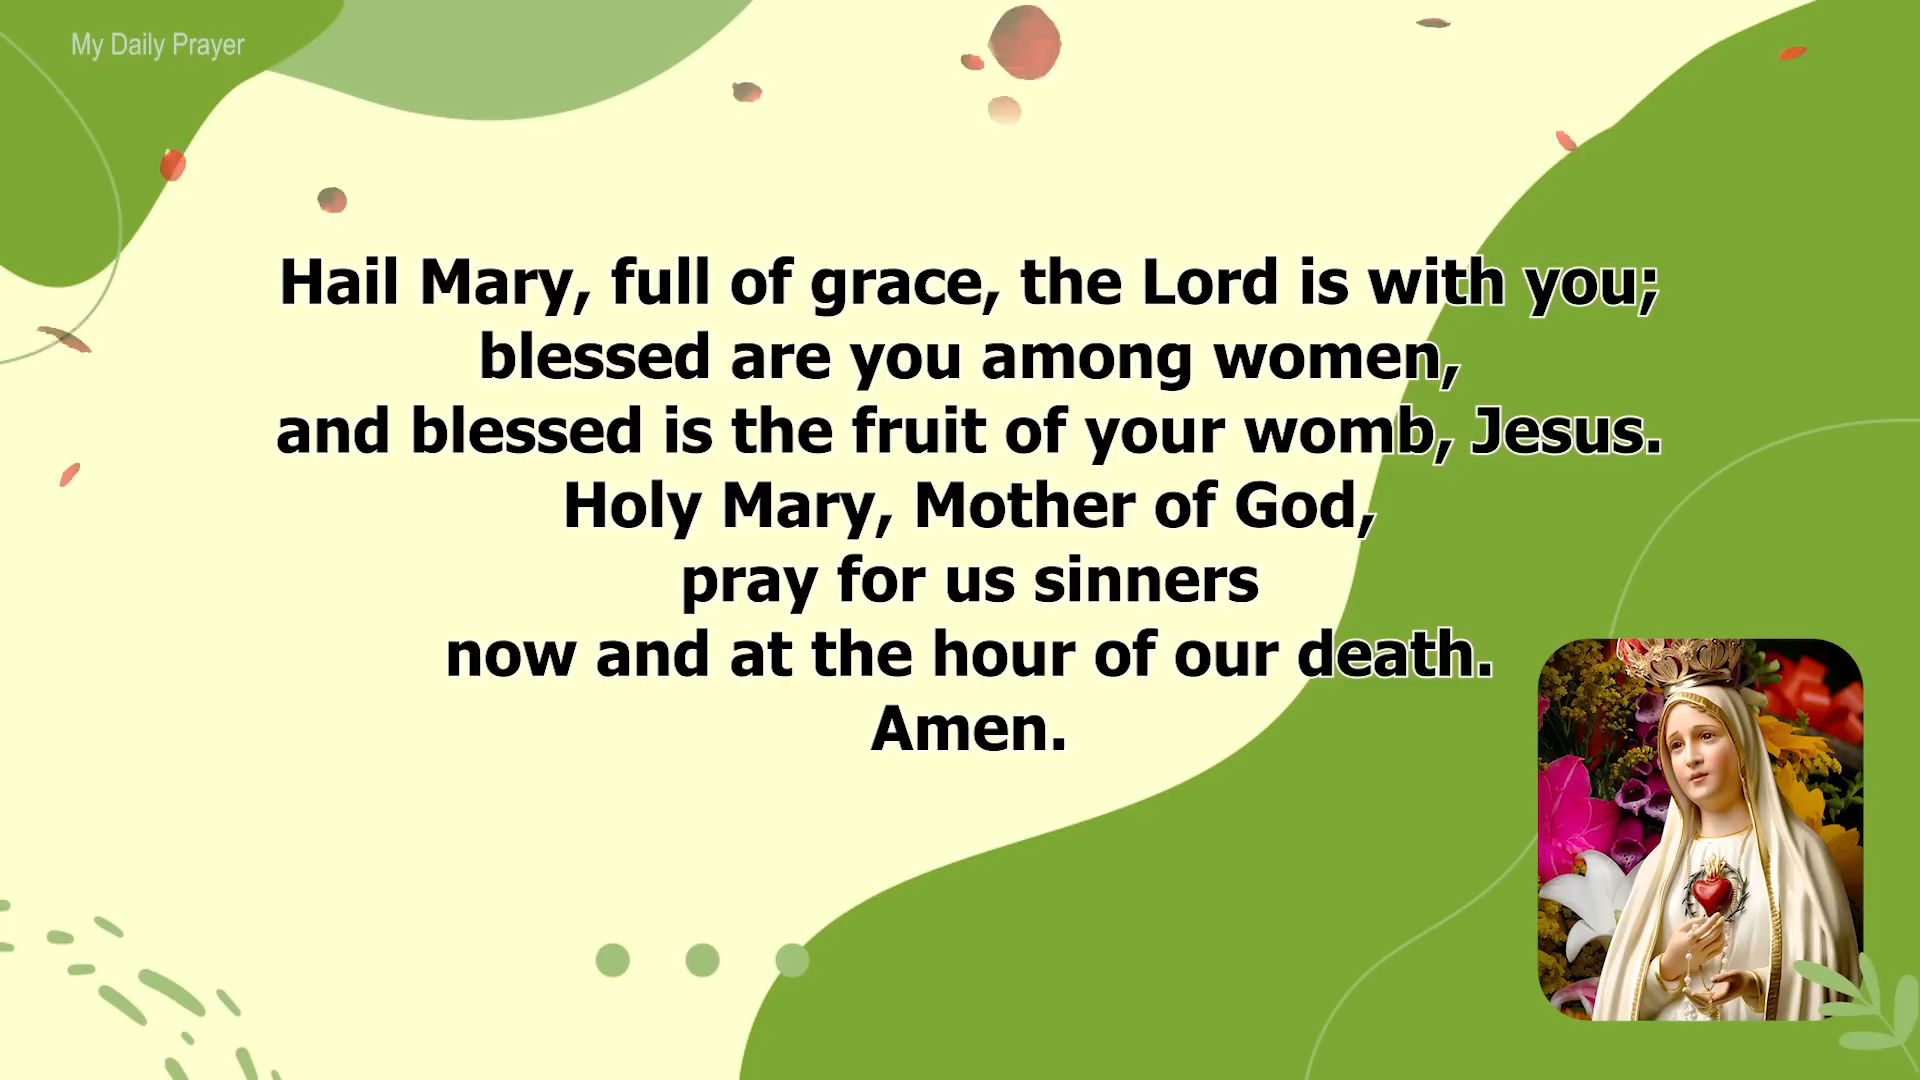 My Daily Prayer
Hail Mary, full of grace, the Lord is with you;
blessed are you among women,
and blessed is the fruit of your womb, Jesus.
Holy Mary, Mother of God,
pray for us sinners
now and at the hour of our death.
Amen.